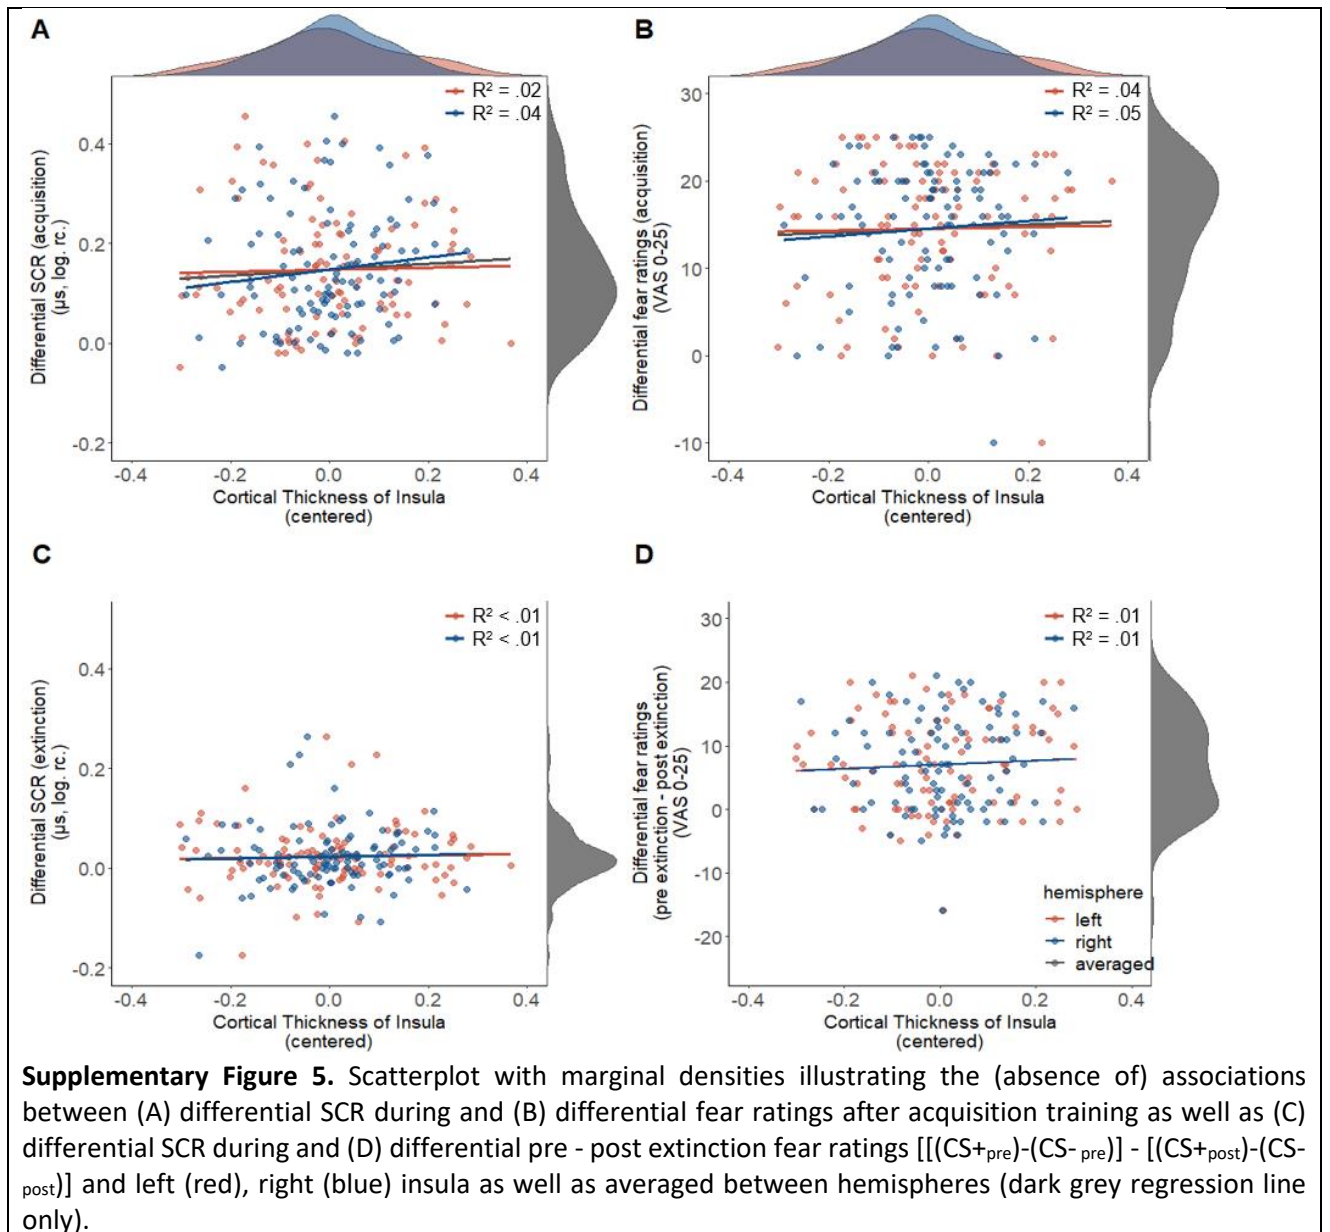 A
R² = .02
R² = .04
0.4
0.2
0.0
-0.2
Differential SCR (acquisition)
(µs, log. rc.)
-0.4
-0.2
0.0
0.2
0.4
Cortical Thickness of Insula
(centered)
B
R² = .04
R² = .05
30
20
10
0
-10
Differential fear ratings (acquisition)
(VAS 0-25)
-0.4
-0.2
0.0
0.2
0.4
Cortical Thickness of Insula
(centered)
C
R² < .01
R² < .01
0.4
0.2
0.0
-0.2
Differential SCR (extinction)
(µs, log. rc.)
-0.4
-0.2
0.0
0.2
0.4
Cortical Thickness of Insula
(centered)
D
R² = .01
R² = .01
30
20
10
0
-10
-20
Differential fear ratings
(pre extinction - post extinction)
(VAS 0-25)
hemisphere
left
right
averaged
-0.4
-0.2
0.0
0.2
0.4
Cortical Thickness of Insula
(centered)
Supplementary Figure 5. Scatterplot with marginal densities illustrating the (absence of) associations
between (A) differential SCR during and (B) differential fear ratings after acquisition training as well as (C)
differential SCR during and (D) differential pre - post extinction fear ratings [[(CS+pre)-(CS- pre)] - [(CS+post)-(CS-
post)] and left (red), right (blue) insula as well as averaged between hemispheres (dark grey regression line
only).